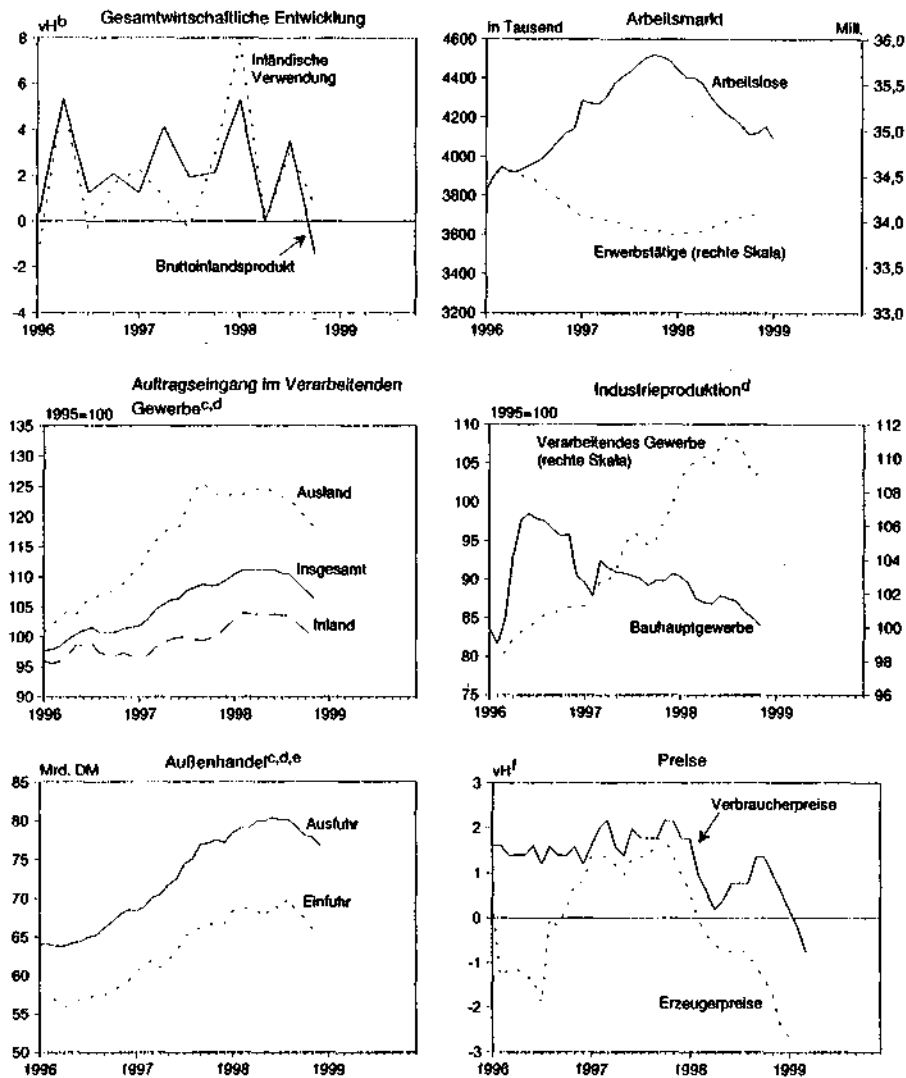 Gesamtwirtschaftliche Entwicklung
vHᵇ
8
6
4
2
0
-2
-4
Inländische
Verwendung
Bruttoinlandsprodukt
1996 1997 1998 1999
Arbeitsmarkt
in Tausend
Mill.
4600
4400
4200
4000
3800
3600
3400
3200
36,0
35,5
35,0
34,5
34,0
33,5
33,0
Arbeitslose
Erwerbstätige (rechte Skala)
1996 1997 1998 1999
Auftragseingang im Verarbeitenden
Gewerbeᶜ,ᵈ
1995=100
135
130
125
120
115
110
105
100
95
90
Ausland
Insgesamt
Inland
1996 1997 1998 1999
Industrieproduktionᵈ
1995=100
110
105
100
95
90
85
80
75
112
110
108
106
104
102
100
98
96
Verarbeitendes Gewerbe
(rechte Skala)
Bauhauptgewerbe
1996 1997 1998 1999
Außenhandelᶜ,ᵈ,ᵉ
Mrd. DM
85
80
75
70
65
60
55
50
Ausfuhr
Einfuhr
1996 1997 1998 1999
Preise
vHᶠ
3
2
1
0
-1
-2
-3
Verbraucherpreise
Erzeugerpreise
1996 1997 1998 1999